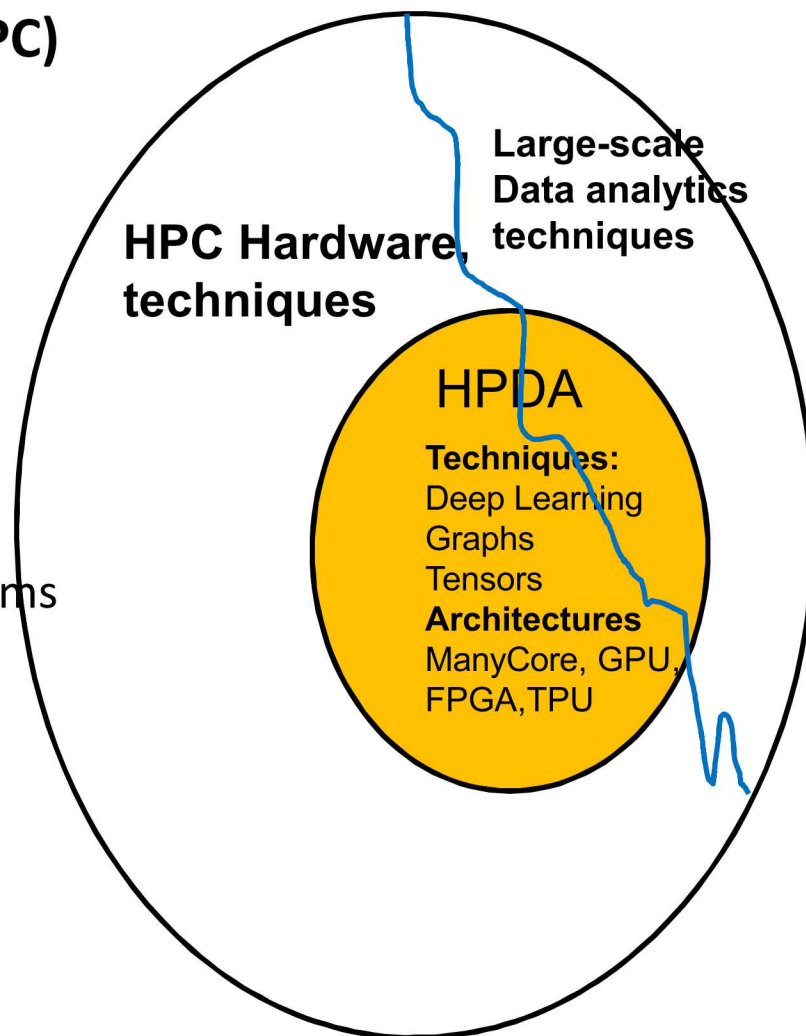 PC)
Large-scale
Data analytics
techniques
HPC Hardware,
techniques
HPDA
Techniques:
Deep Learning
Graphs
Tensors
ms
Architectures
ManyCore, GPU,
FPGA,TPU